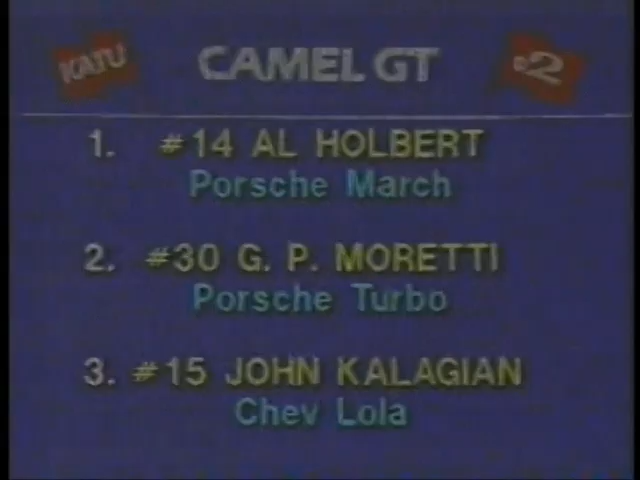 KATU CAMEL GT 2
1. #14 AL HOLBERT
Porsche March
2. #30 G. P. MORETTI
Porsche Turbo
3. #15 JOHN KALAGIAN
Chev Lola